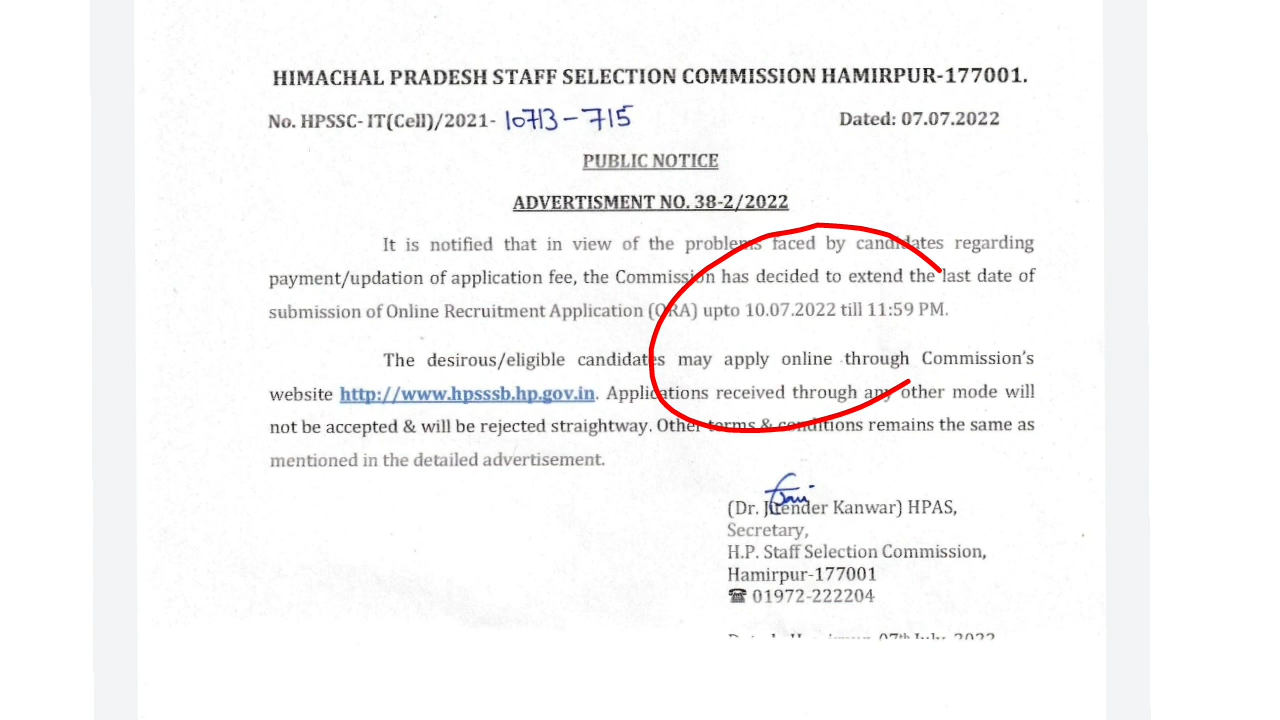 HIMACHAL PRADESH STAFF SELECTION COMMISSION HAMIRPUR-177001.
No. HPSSC- IT(Cell)/2021- 10713-715 Dated: 07.07.2022
PUBLIC NOTICE
ADVERTISMENT NO. 38-2/2022
It is notified that in view of the problems faced by candidates regarding
payment/updation of application fee, the Commission has decided to extend the last date of
submission of Online Recruitment Application (ORA) upto 10.07.2022 till 11:59 PM.
The desirous/eligible candidates may apply online through Commission's
website http://www.hpsssb.hp.gov.in. Applications received through any other mode will
not be accepted & will be rejected straightway. Other terms & conditions remains the same as
mentioned in the detailed advertisement.
(Dr. Jitender Kanwar) HPAS,
Secretary,
H.P. Staff Selection Commission,
Hamirpur-177001
☎ 01972-222204
07th July, 2022